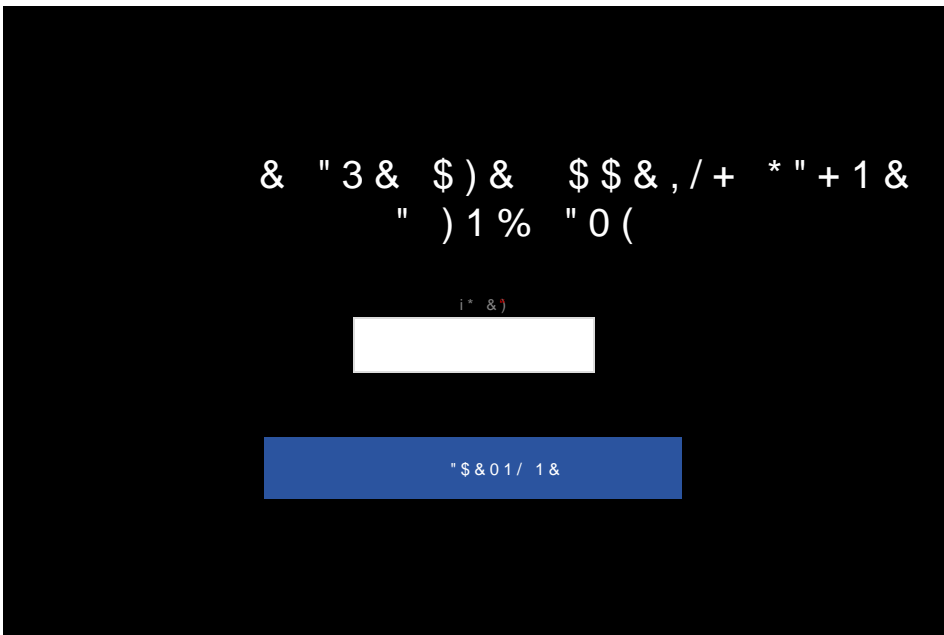 & "3& $)& $$&,/+ *"+1&
" )1% "0(
i* &)*
"$&01/ 1&